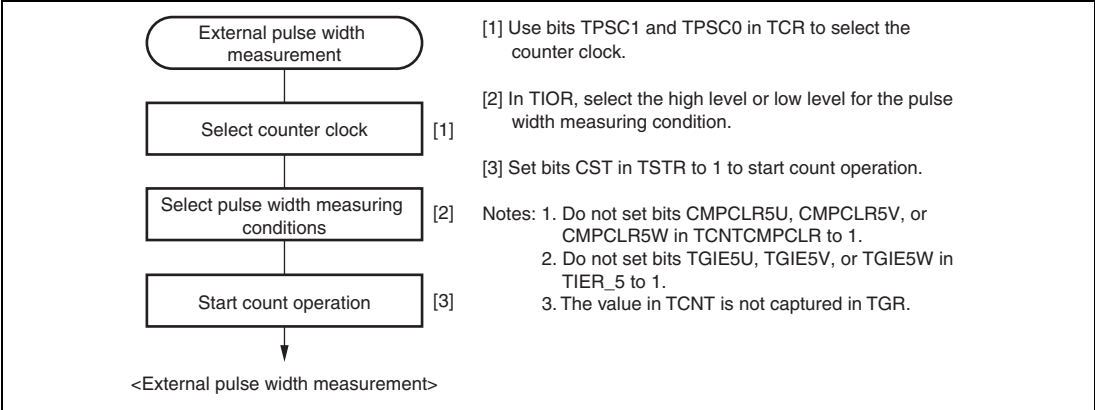 External pulse width
measurement
Select counter clock
[1]
Select pulse width measuring
conditions
[2]
Start count operation
[3]
<External pulse width measurement>
[1] Use bits TPSC1 and TPSC0 in TCR to select the
counter clock.
[2] In TIOR, select the high level or low level for the pulse
width measuring condition.
[3] Set bits CST in TSTR to 1 to start count operation.
Notes: 1. Do not set bits CMPCLR5U, CMPCLR5V, or
CMPCLR5W in TCNTCMPCLR to 1.
2. Do not set bits TGIE5U, TGIE5V, or TGIE5W in
TIER_5 to 1.
3. The value in TCNT is not captured in TGR.